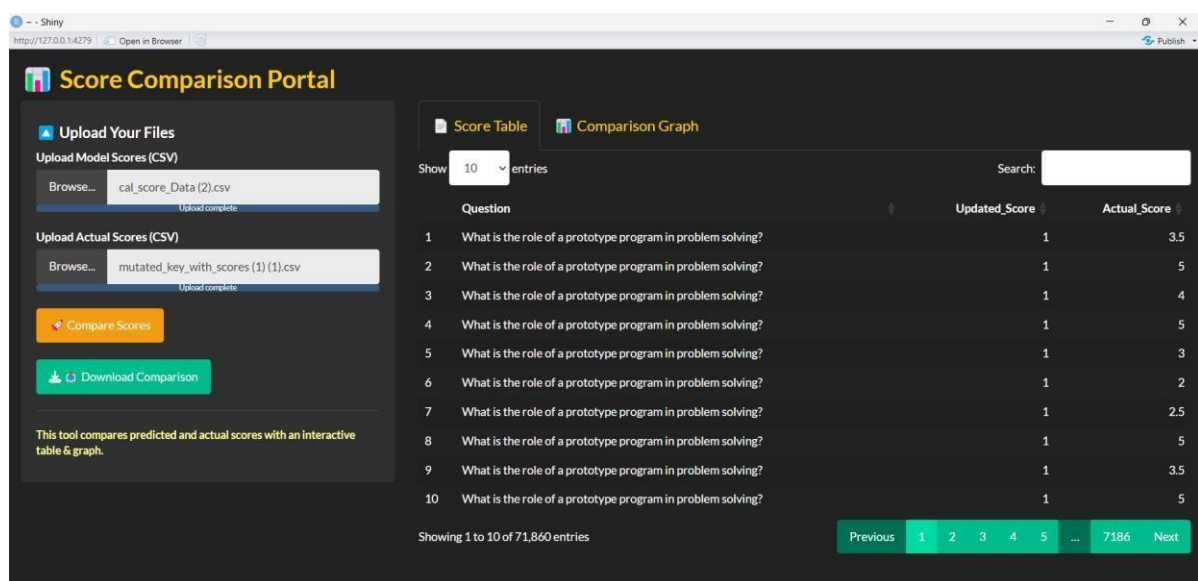 ~ - Shiny
http://127.0.0.1:4279 Open in Browser Publish
Score Comparison Portal
Upload Your Files
Upload Model Scores (CSV)
Browse... cal_score_Data (2).csv
Upload complete
Upload Actual Scores (CSV)
Browse... mutated_key_with_scores (1) (1).csv
Upload complete
Compare Scores
Download Comparison
This tool compares predicted and actual scores with an interactive
table & graph.
Score Table Comparison Graph
Show 10 entries Search:
Question Updated_Score Actual_Score
1 What is the role of a prototype program in problem solving? 1 3.5
2 What is the role of a prototype program in problem solving? 1 5
3 What is the role of a prototype program in problem solving? 1 4
4 What is the role of a prototype program in problem solving? 1 5
5 What is the role of a prototype program in problem solving? 1 3
6 What is the role of a prototype program in problem solving? 1 2
7 What is the role of a prototype program in problem solving? 1 2.5
8 What is the role of a prototype program in problem solving? 1 5
9 What is the role of a prototype program in problem solving? 1 3.5
10 What is the role of a prototype program in problem solving? 1 5
Showing 1 to 10 of 71,860 entries Previous 1 2 3 4 5 ... 7186 Next